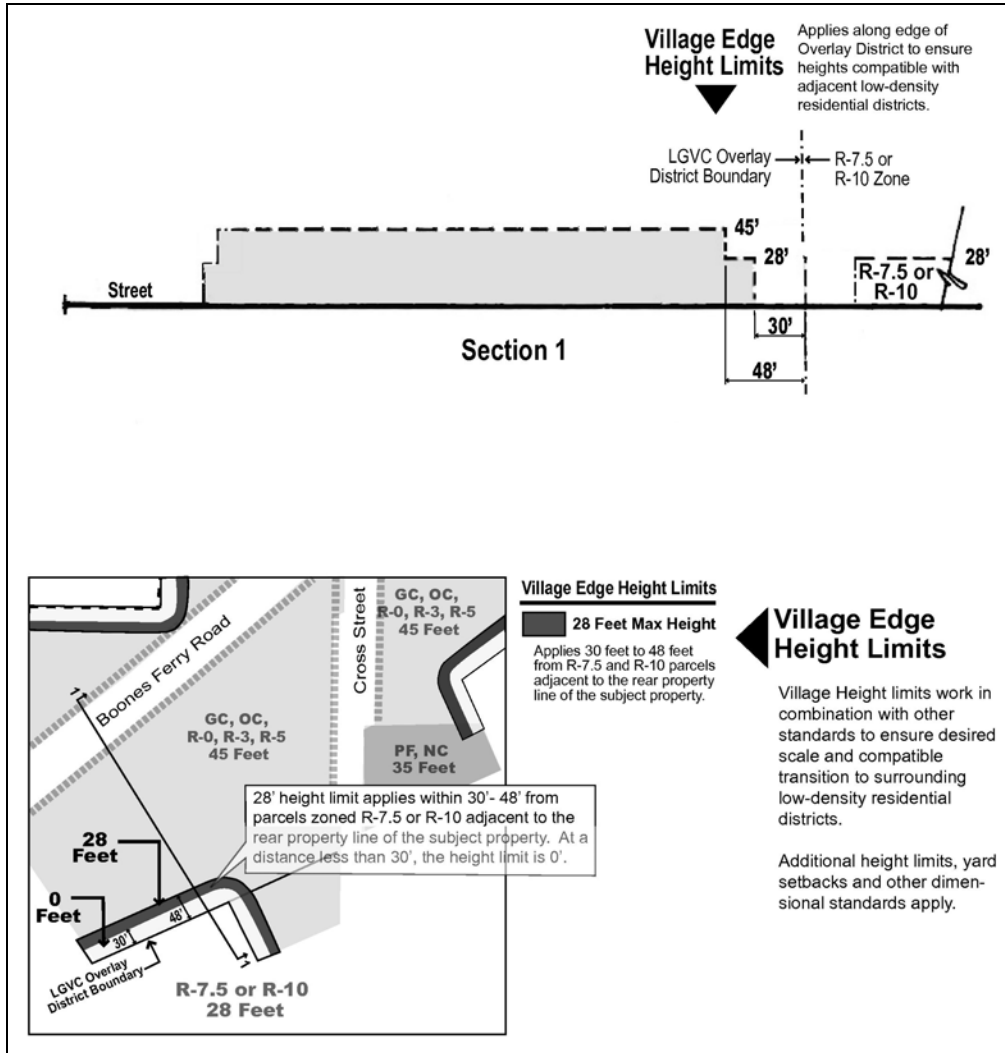 Village Edge
Height Limits
Applies along edge of
Overlay District to ensure
heights compatible with
adjacent low-density
residential districts.
LGVC Overlay
District Boundary
R-7.5 or
R-10 Zone
45'
28'
28'
R-7.5 or
R-10
Street
30'
48'
Section 1
GC, OC,
R-0, R-3, R-5
45 Feet
Boones Ferry Road
Cross Street
1
GC, OC,
R-0, R-3, R-5
45 Feet
PF, NC
35 Feet
28' height limit applies within 30'- 48' from
parcels zoned R-7.5 or R-10 adjacent to the
rear property line of the subject property. At a
distance less than 30', the height limit is 0'.
28
Feet
0
Feet
48'
30'
1
LGVC Overlay
District Boundary
R-7.5 or R-10
28 Feet
Village Edge Height Limits
28 Feet Max Height
Applies 30 feet to 48 feet
from R-7.5 and R-10 parcels
adjacent to the rear property
line of the subject property.
Village Edge
Height Limits
Village Height limits work in
combination with other
standards to ensure desired
scale and compatible
transition to surrounding
low-density residential
districts.
Additional height limits, yard
setbacks and other dimen-
sional standards apply.